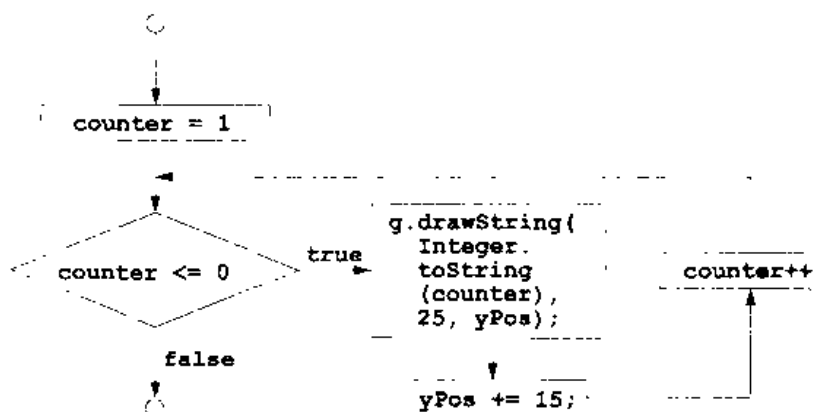 counter = 1
counter <= 0
true
g.drawString(
Integer.
toString
(counter),
25, yPos);
counter++
false
yPos += 15;